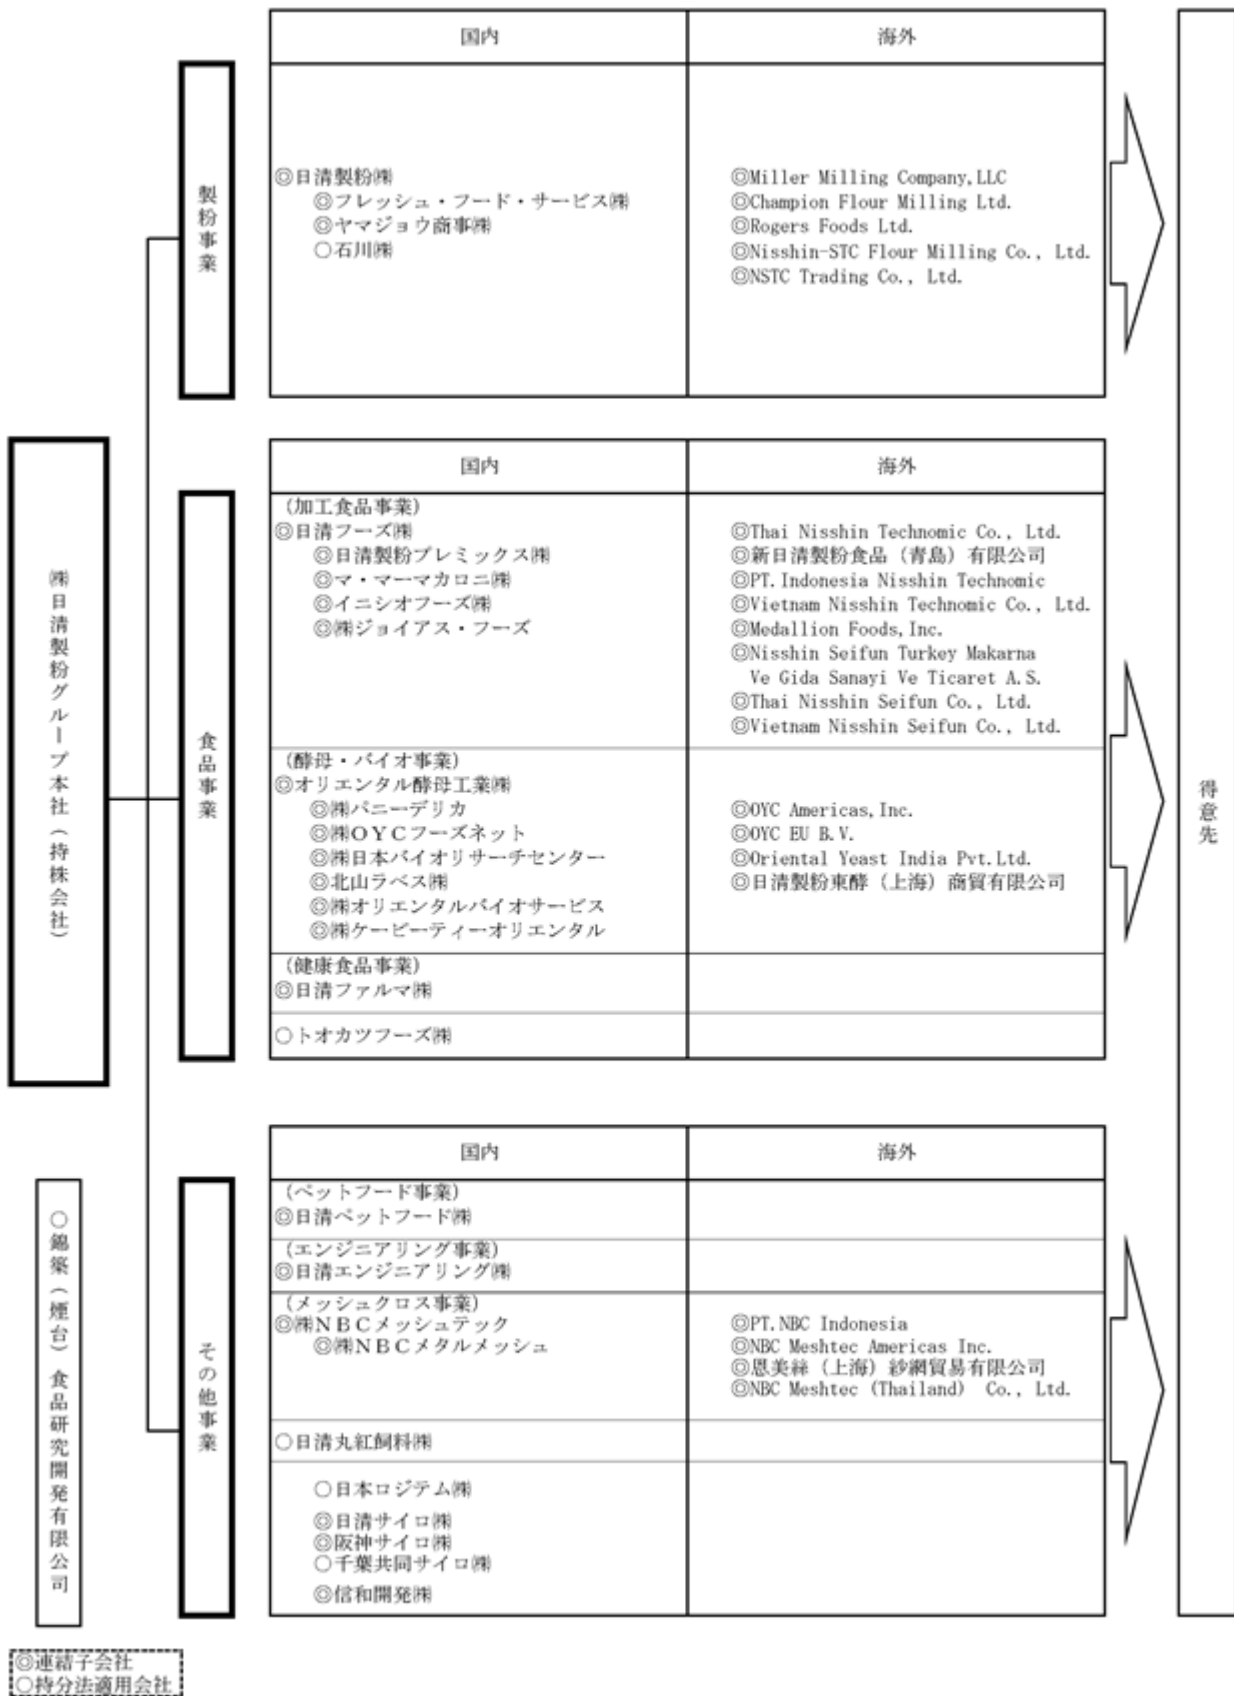 国内
海外
製粉事業
◎日清製粉㈱
◎フレッシュ・フード・サービス㈱
◎ヤマジョウ商事㈱
○石川㈱
◎Miller Milling Company,LLC
◎Champion Flour Milling Ltd.
◎Rogers Foods Ltd.
◎Nisshin-STC Flour Milling Co., Ltd.
◎NSTC Trading Co., Ltd.
㈱日清製粉グループ本社（持株会社）
国内
海外
食品事業
（加工食品事業）
◎日清フーズ㈱
◎日清製粉プレミックス㈱
◎マ・マーマカロニ㈱
◎イニシオフーズ㈱
◎㈱ジョイアス・フーズ
◎Thai Nisshin Technomic Co., Ltd.
◎新日清製粉食品（青島）有限公司
◎PT.Indonesia Nisshin Technomic
◎Vietnam Nisshin Technomic Co., Ltd.
◎Medallion Foods,Inc.
◎Nisshin Seifun Turkey Makarna
Ve Gida Sanayi Ve Ticaret A.S.
◎Thai Nisshin Seifun Co., Ltd.
◎Vietnam Nisshin Seifun Co., Ltd.
（酵母・バイオ事業）
◎オリエンタル酵母工業㈱
◎㈱パニーデリカ
◎㈱ＯＹＣフーズネット
◎㈱日本バイオリサーチセンター
◎北山ラベス㈱
◎㈱オリエンタルバイオサービス
◎㈱ケービーティーオリエンタル
◎OYC Americas,Inc.
◎OYC EU B.V.
◎Oriental Yeast India Pvt.Ltd.
◎日清製粉東酵（上海）商貿有限公司
（健康食品事業）
◎日清ファルマ㈱
○トオカツフーズ㈱
得意先
国内
海外
○錦築（煙台）食品研究開発有限公司
その他事業
（ペットフード事業）
◎日清ペットフード㈱
（エンジニアリング事業）
◎日清エンジニアリング㈱
（メッシュクロス事業）
◎㈱ＮＢＣメッシュテック
◎㈱ＮＢＣメタルメッシュ
◎PT.NBC Indonesia
◎NBC Meshtec Americas Inc.
◎恩美絲（上海）紗網貿易有限公司
◎NBC Meshtec (Thailand) Co., Ltd.
○日清丸紅飼料㈱
○日本ロジテム㈱
◎日清サイロ㈱
◎阪神サイロ㈱
○千葉共同サイロ㈱
◎信和開発㈱
◎連結子会社
○持分法適用会社